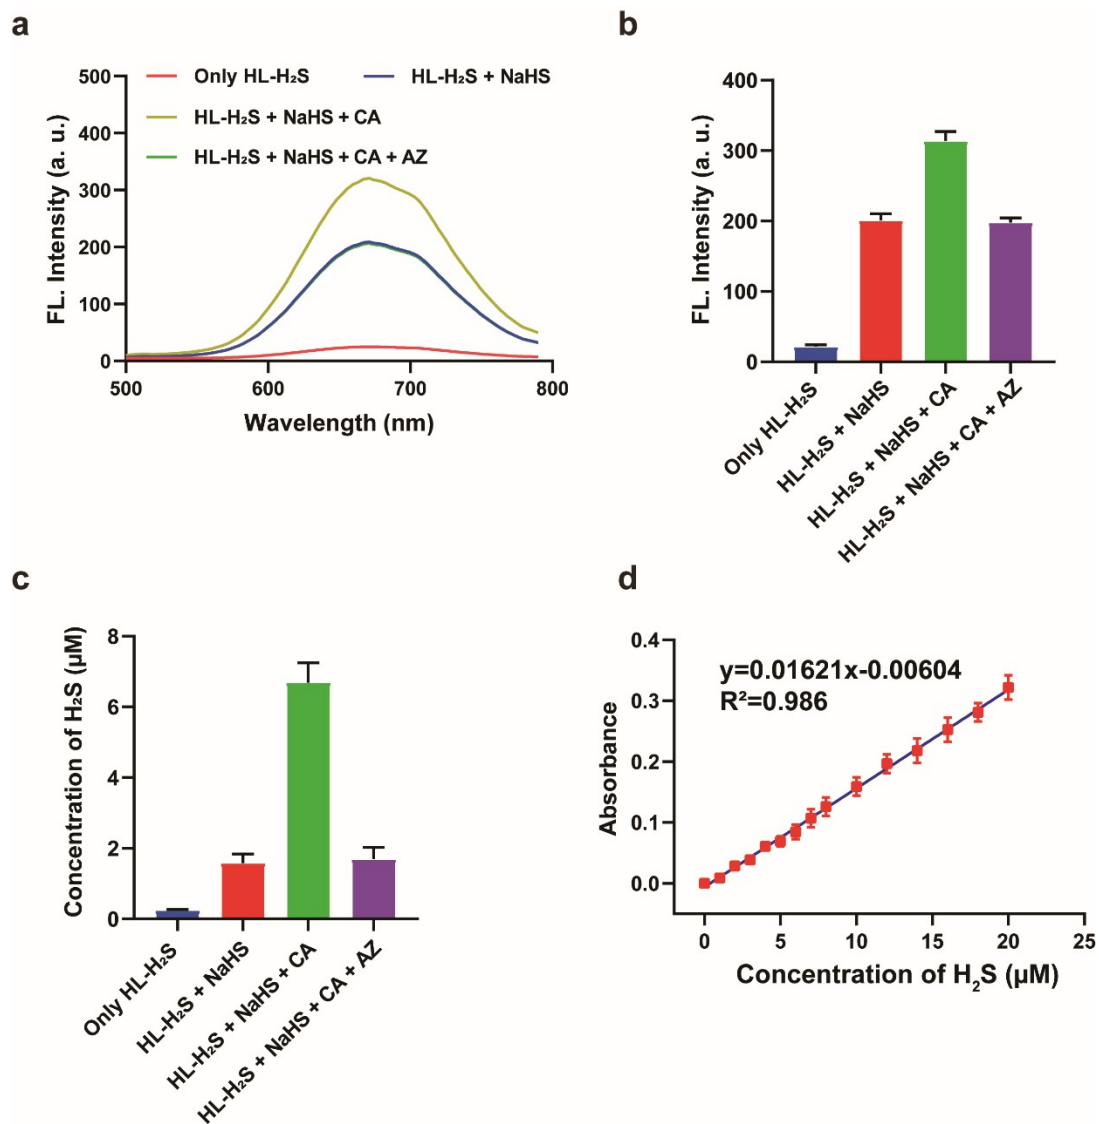 a
500
400
300
200
100
0
500
600
700
800
FL. Intensity (a. u.)
Wavelength (nm)
Only HL-H₂S
HL-H₂S + NaHS
HL-H₂S + NaHS + CA
HL-H₂S + NaHS + CA + AZ
b
400
300
200
100
0
FL. Intensity (a. u.)
Only HL-H₂S
HL-H₂S + NaHS
HL-H₂S + NaHS + CA
HL-H₂S + NaHS + CA + AZ
c
8
6
4
2
0
Concentration of H₂S (μM)
Only HL-H₂S
HL-H₂S + NaHS
HL-H₂S + NaHS + CA
HL-H₂S + NaHS + CA + AZ
d
0.4
0.3
0.2
0.1
0.0
Absorbance
y=0.01621x-0.00604
R²=0.986
0
5
10
15
20
25
Concentration of H₂S (μM)